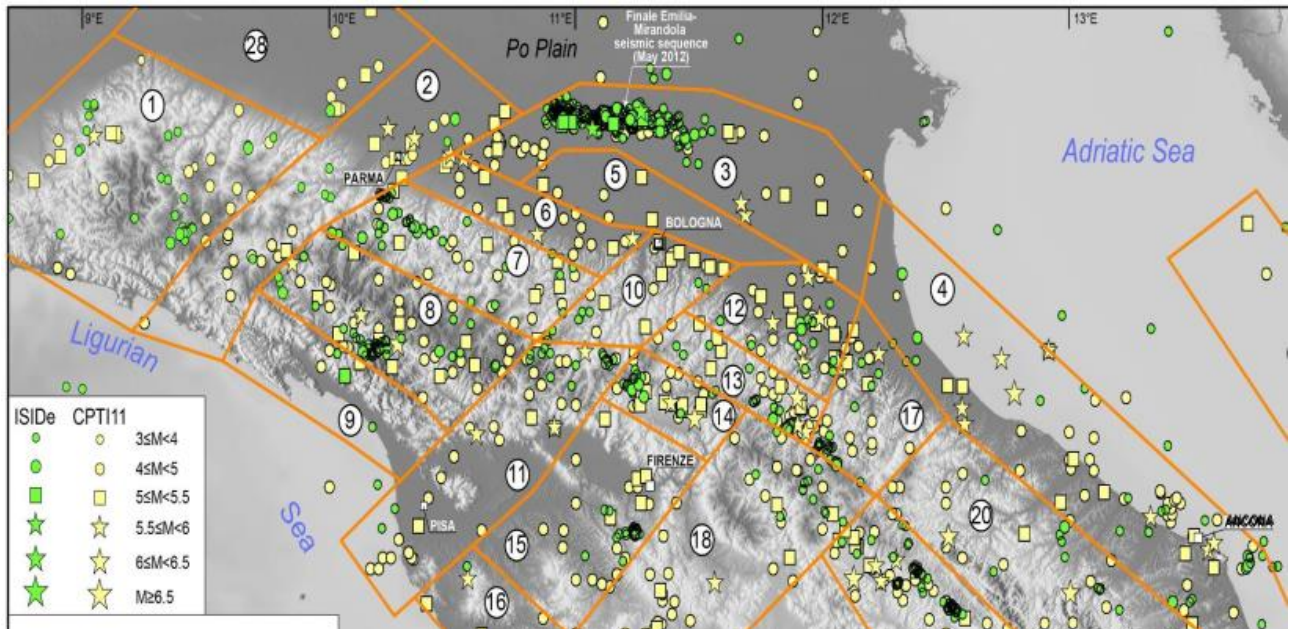 9°E
10°E
11°E
12°E
13°E
Finale Emilia-
Mirandola
seismic sequence
(May 2012)
Po Plain
28
2
1
3
Adriatic Sea
5
PARMA
6
BOLOGNA
7
10
4
12
8
Ligurian
13
14
17
9
ISIDe CPTI11
3≤M<4
4≤M<5
5≤M<5.5
5.5≤M<6
6≤M<6.5
M≥6.5
FIRENZE
11
Sea
PISA
15
18
20
ANCONA
16